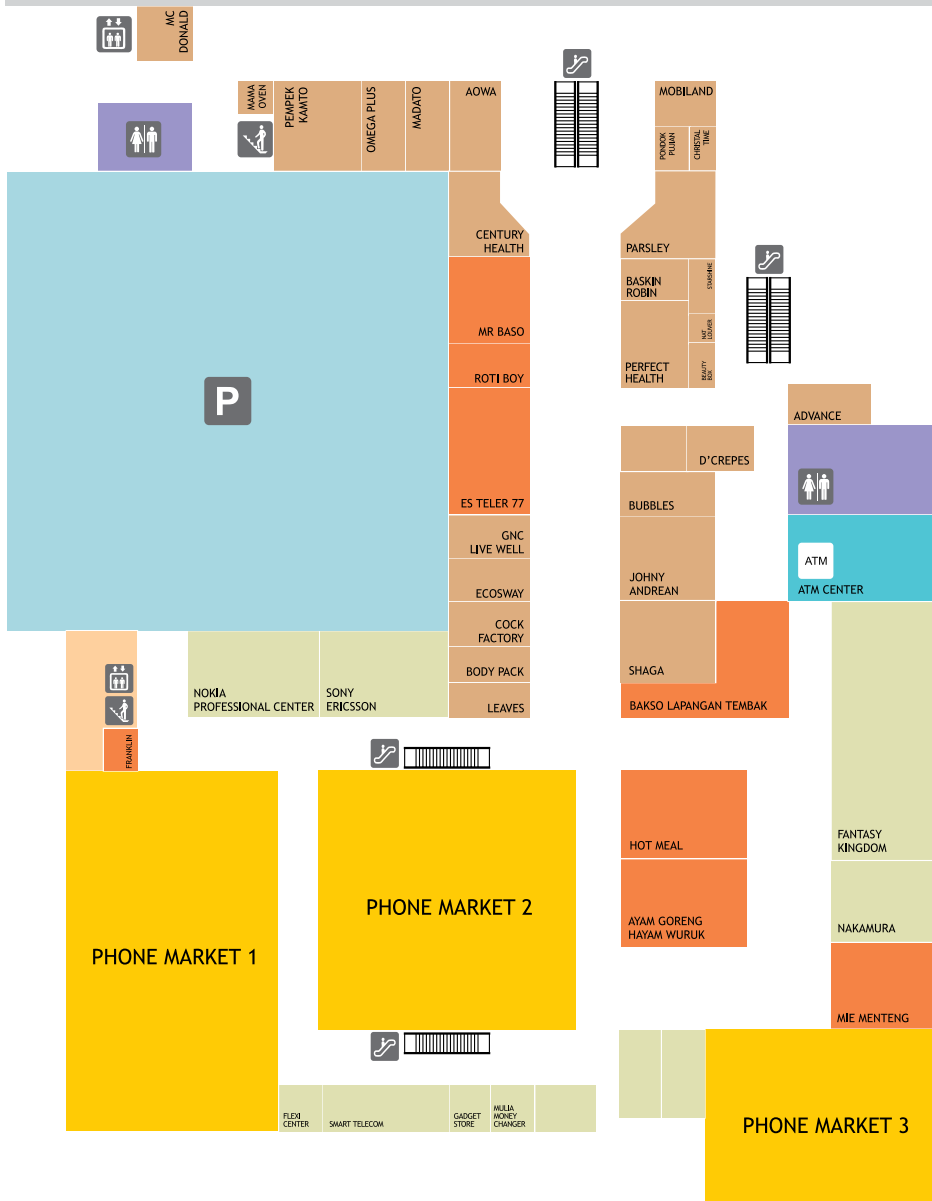 MC
DONALD
MAMA
OVEN
PEMPEK
KAMTO
OMEGA PLUS
MADATO
AOWA
MOBILAND
PONDOK
PUJIAN
CHRISTAL
TIME
CENTURY
HEALTH
PARSLEY
BASKIN
ROBIN
STARSHINE
MR BASO
NAT
LOUVER
ROTI BOY
PERFECT
HEALTH
BEAUTY
BOX
P
ADVANCE
D'CREPES
ES TELER 77
BUBBLES
GNC
LIVE WELL
ATM
ATM CENTER
ECOSWAY
JOHNY
ANDREAN
COCK
FACTORY
BODY PACK
SHAGA
NOKIA
PROFESSIONAL CENTER
SONY
ERICSSON
LEAVES
BAKSO LAPANGAN TEMBAK
FRANKLIN
HOT MEAL
FANTASY
KINGDOM
PHONE MARKET 1
PHONE MARKET 2
AYAM GORENG
HAYAM WURUK
NAKAMURA
MIE MENTENG
FLEXI
CENTER
SMART TELECOM
GADGET
STORE
MULIA
MONEY
CHANGER
PHONE MARKET 3